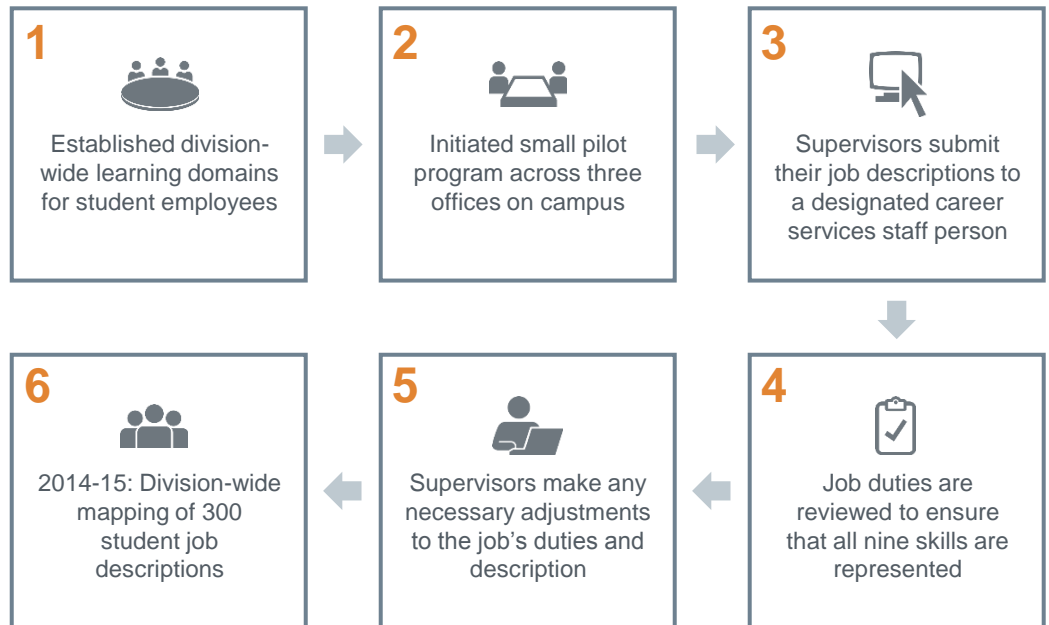 1
Established division-
wide learning domains
for student employees
2
Initiated small pilot
program across three
offices on campus
3
Supervisors submit
their job descriptions to
a designated career
services staff person
4
Job duties are
reviewed to ensure
that all nine skills are
represented
5
Supervisors make any
necessary adjustments
to the job’s duties and
description
6
2014-15: Division-wide
mapping of 300
student job
descriptions